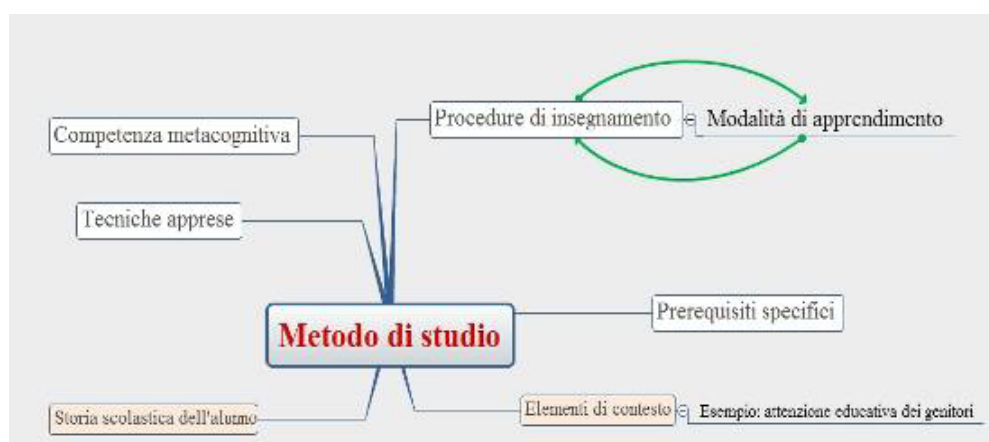 Procedure di insegnamento
Modalità di apprendimento
Competenza metacognitiva
Tecniche apprese
Prerequisiti specifici
Metodo di studio
Storia scolastica dell'alunno
Elementi di contesto
Esempio: attenzione educativa dei genitori